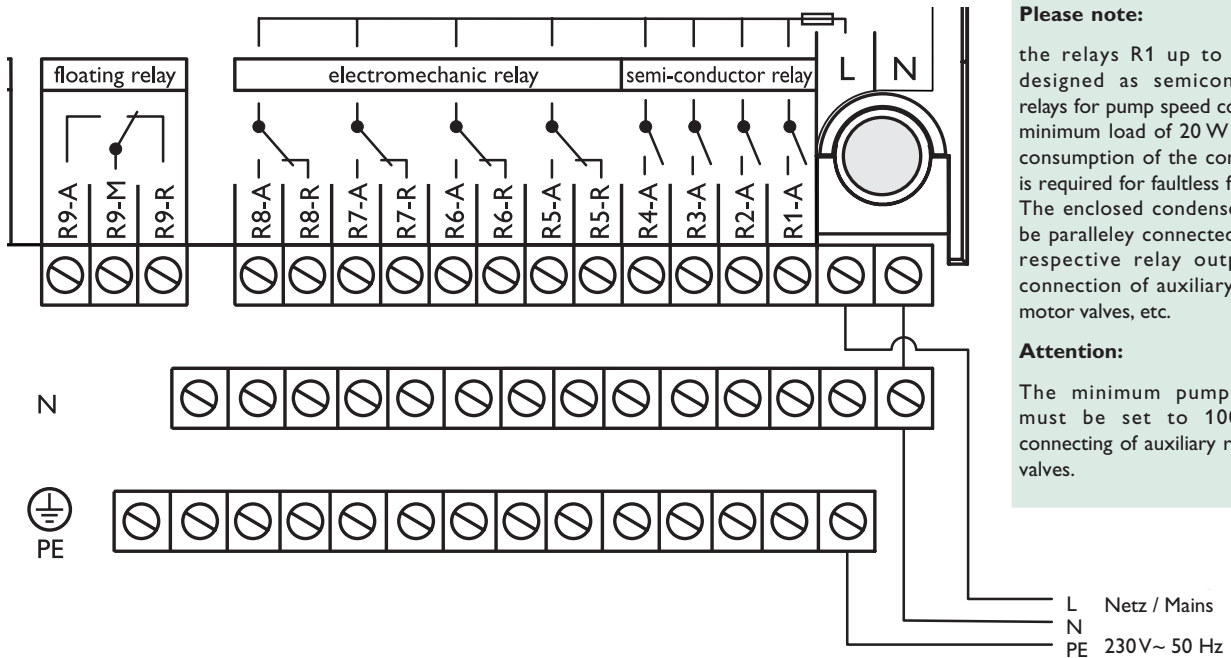 floating relay
electromechanic relay
semi-conductor relay
L
N
R9-A
R9-M
R9-R
R8-A
R8-R
R7-A
R7-R
R6-A
R6-R
R5-A
R5-R
R4-A
R3-A
R2-A
R1-A
N
PE
L Netz / Mains
N
PE 230V~ 50 Hz
Please note:
the relays R1 up to
designed as semicon
relays for pump speed co
minimum load of 20 W
consumption of the con
is required for faultless f
The enclosed condense
be paralleley connected
respective relay outp
connection of auxiliary
motor valves, etc.
Attention:
The minimum pump
must be set to 100
connecting of auxiliary r
valves.